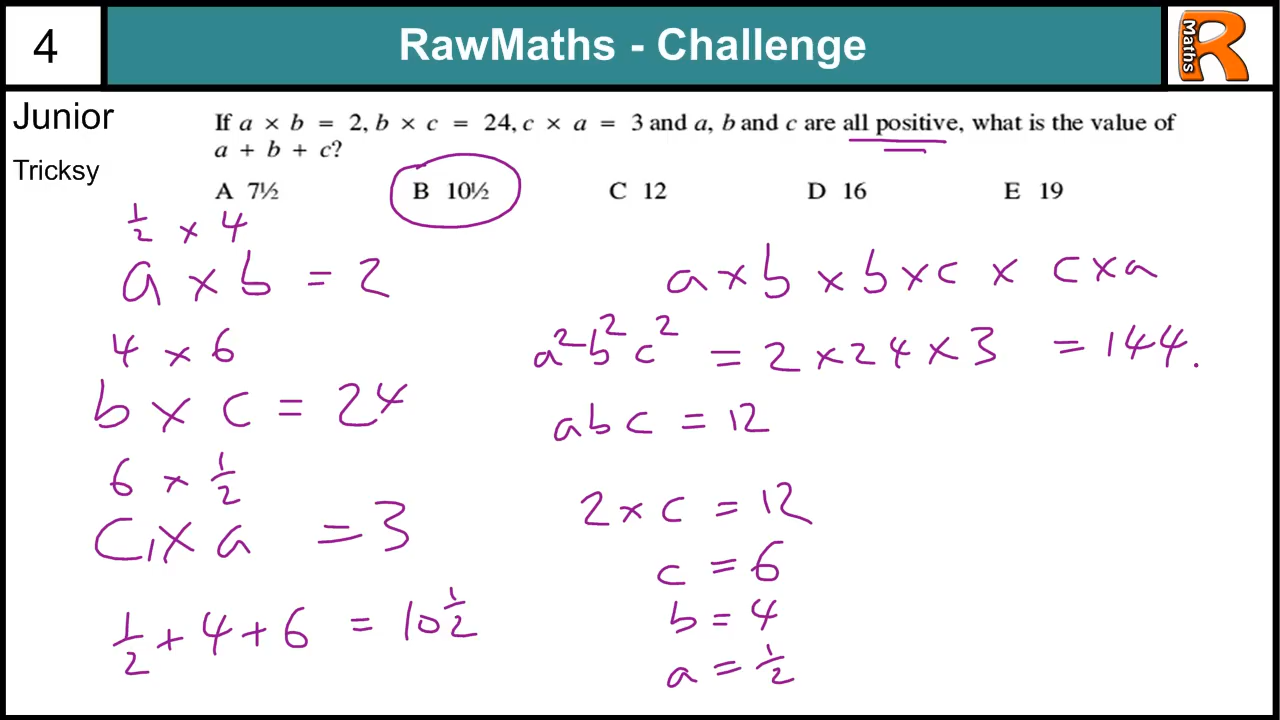 4
RawMaths - Challenge
R
Maths
Junior
Tricksy
If a × b = 2, b × c = 24, c × a = 3 and a, b and c are all positive, what is the value of
a + b + c?
A 7½ B 10½ C 12 D 16 E 19
½ × 4
a × b = 2
4 × 6
b × c = 24
6 × ½
c × a = 3
½ + 4 + 6 = 10½
a × b × b × c × c × a
a²b²c² = 2 × 24 × 3 = 144.
abc = 12
2 × c = 12
c = 6
b = 4
a = ½